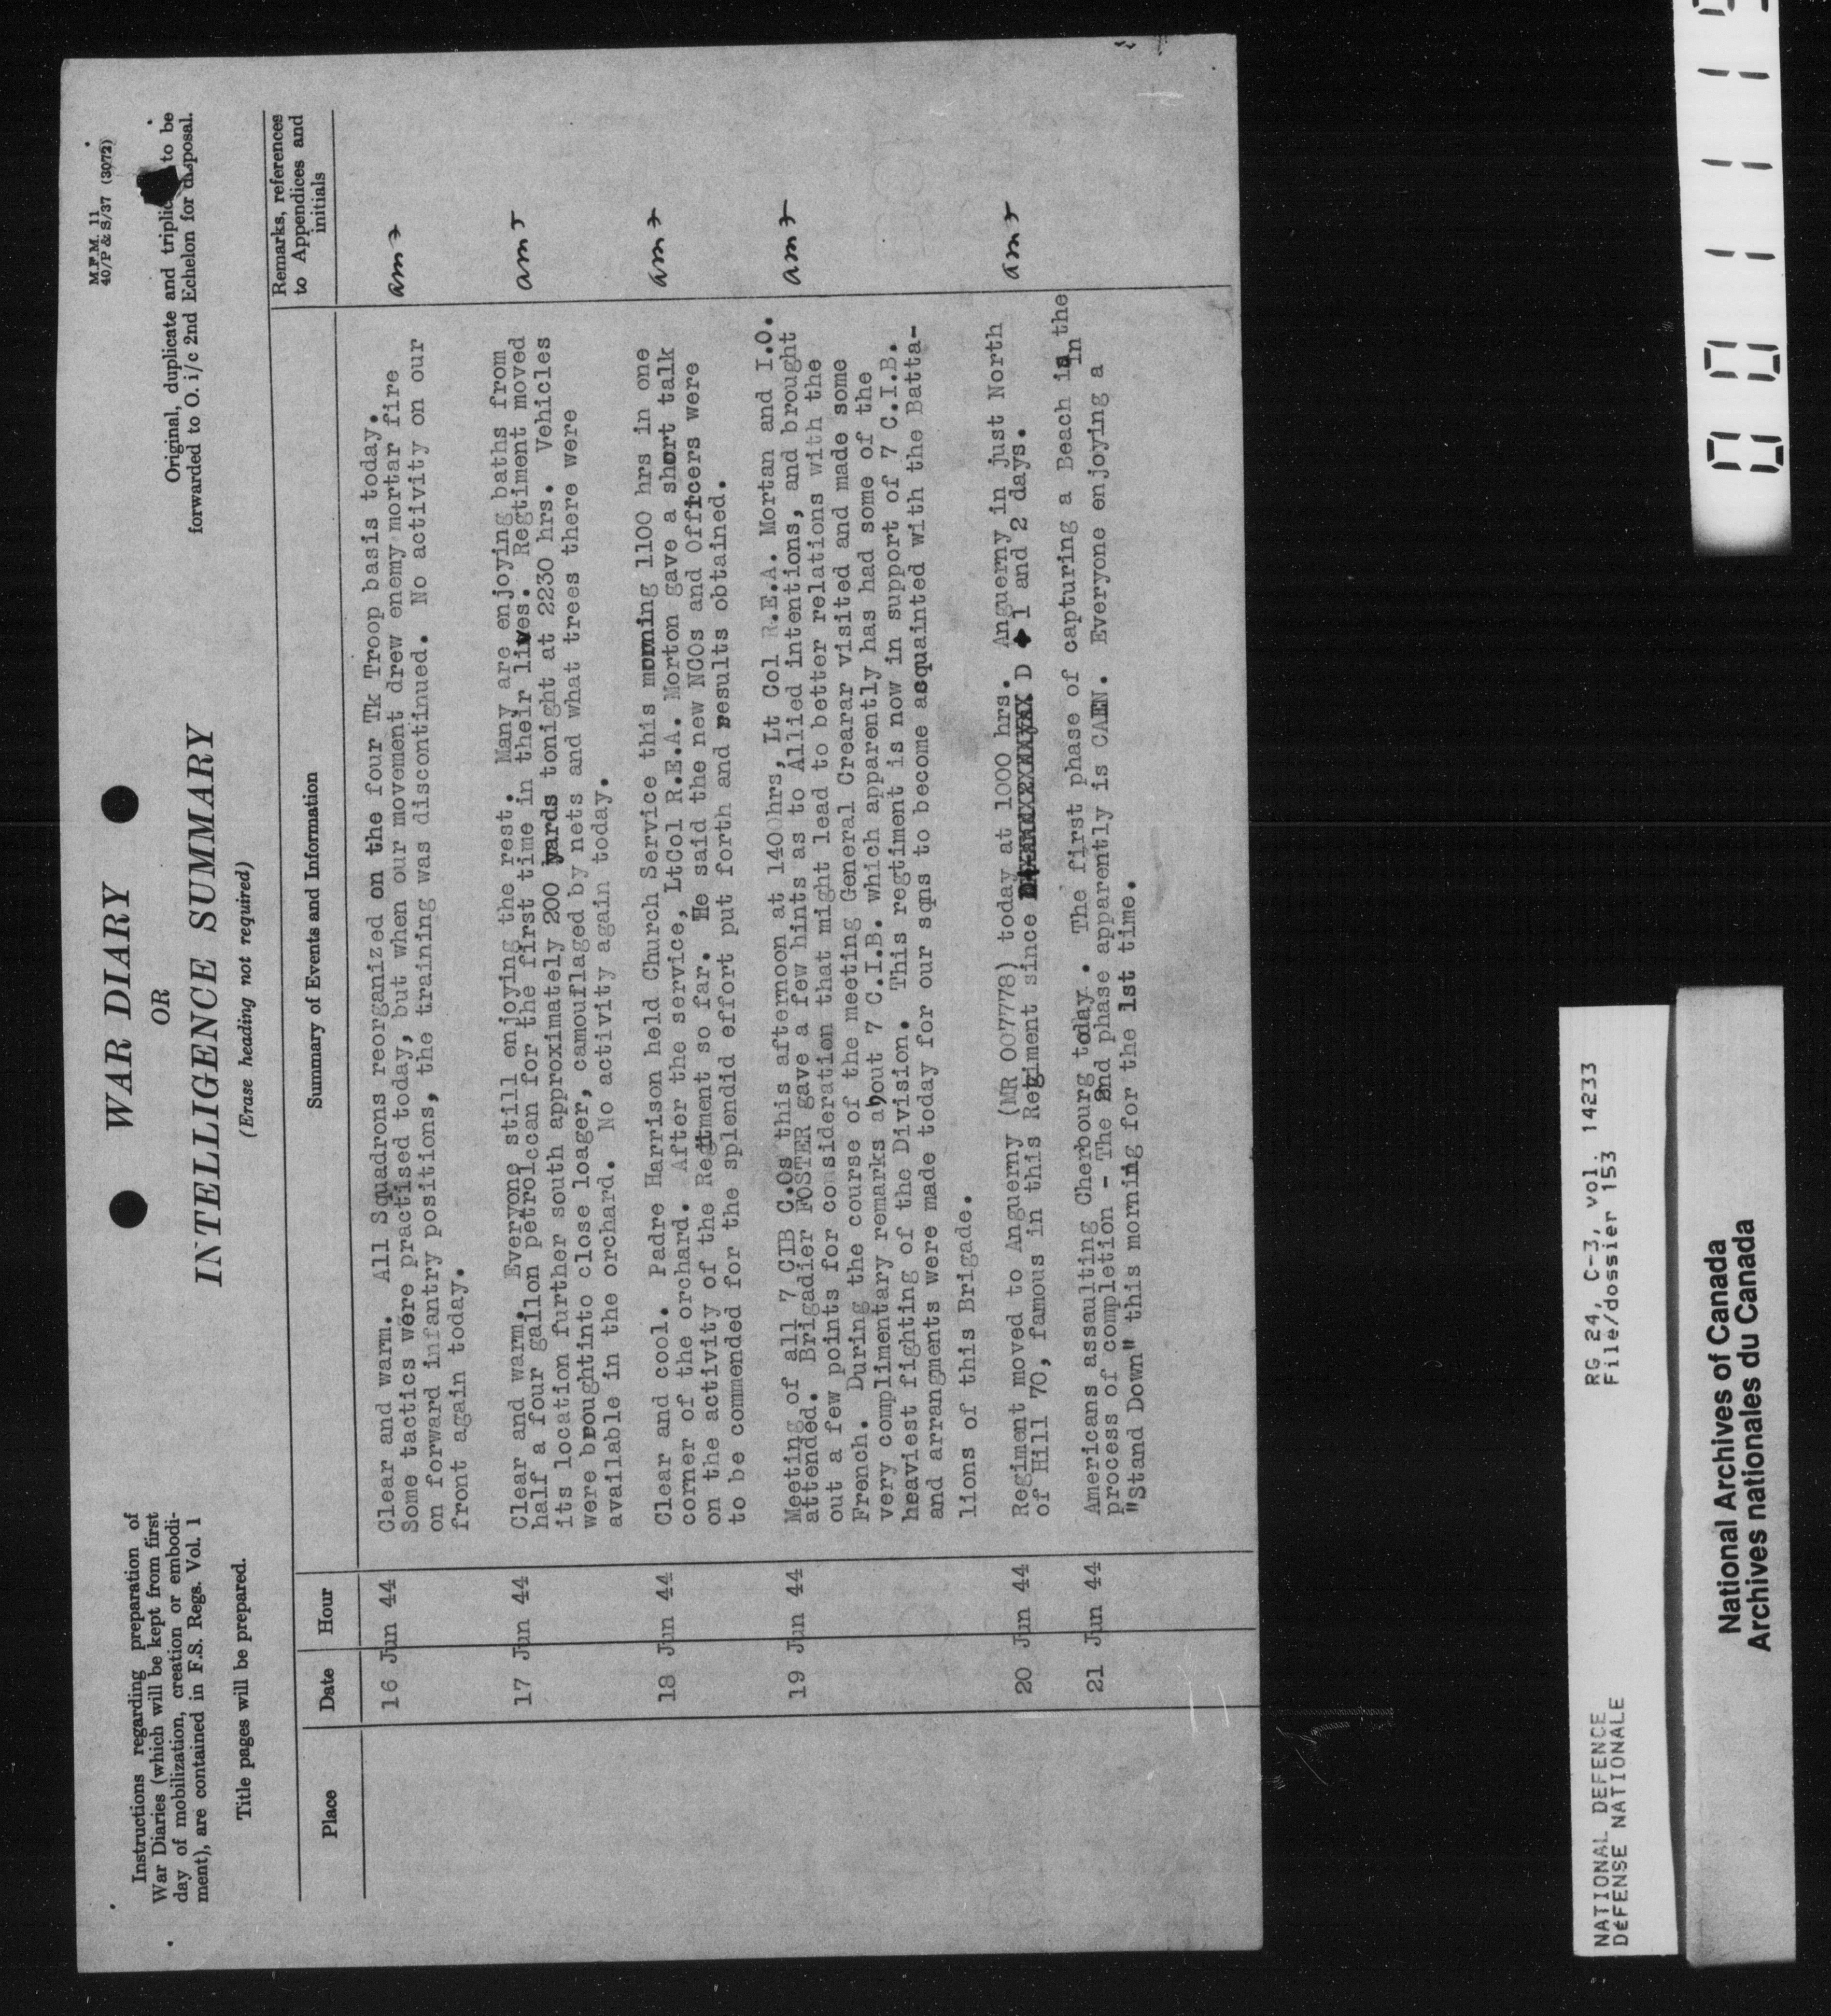 M.F.M. 11
40/P & S/37 (3072)
WAR DIARY
OR
INTELLIGENCE SUMMARY
(Erase heading not required)
Instructions regarding preparation of
War Diaries (which will be kept from first
day of mobilization, creation or embodi-
ment), are contained in F.S. Regs. Vol. 1
Title pages will be prepared.
Original, duplicate and triplic to be
forwarded to O. i/c 2nd Echelon for disposal.
Place Date Hour Summary of Events and Information Remarks, references
to Appendices and
initials
16 Jun 44 Clear and warm. All Squadrons reorganized on the four Tk Troop basis today.
Some tactics were practised today, but when our movement drew enemy mortar fire
on forward infantry positions, the training was discontinued. No activity on our
front again today.
17 Jun 44 Clear and warm. Everyone still enjoying the rest. Many are enjoying baths from
half a four gallon petrolccan for the first time in their lives. Regtiment moved
its location further south approximately 200 yards tonight at 2230 hrs. Vehicles
were broughtinto close loager, camouflaged by nets and what trees there were
available in the orchard. No activity again today.
18 Jun 44 Clear and cool. Padre Harrison held Church Service this morning 1100 hrs in one
corner of the orchard. After the service, LtCol R.E.A. Morton gave a short talk
on the activity of the Regtment so far. He said the new NCOs and Officers were
to be commended for the splendid effort put forth and results obtained.
19 Jun 44 Meeting of all 7 CIB C.Os this afternoon at 1400hrs, Lt Col R.E.A. Mortan and I.O.
attended. Brigadier FOSTER gave a few hints as to Allied intentions, and brought
out a few points for consideration that might lead to better relations with the
French. During the course of the meeting General Crearar visited and made some
very complimentary remarks about 7 C.I.B. which apparently has had some of the
heaviest fighting of the Division. This regtiment is now in support of 7 C.I.B.
and arrangments were made today for our sqns to become asquainted with the Batta-
lions of this Brigade.
20 Jun 44 Regiment moved to Anguerny (MR 007778) today at 1000 hrs. Anguerny in just North
of Hill 70, famous in this Regiment since D + 1 and 2 days.
21 Jun 44 Americans assaulting Cherbourg today. The first phase of capturing a Beach is in the
process of completion - The 2nd phase apparently is CAEN. Everyone enjoying a
"Stand Down" this morning for the 1st time.
NATIONAL DEFENCE
DéFENSE NATIONALE
RG 24, C-3, vol. 14233
File/dossier 153
National Archives of Canada
Archives nationales du Canada